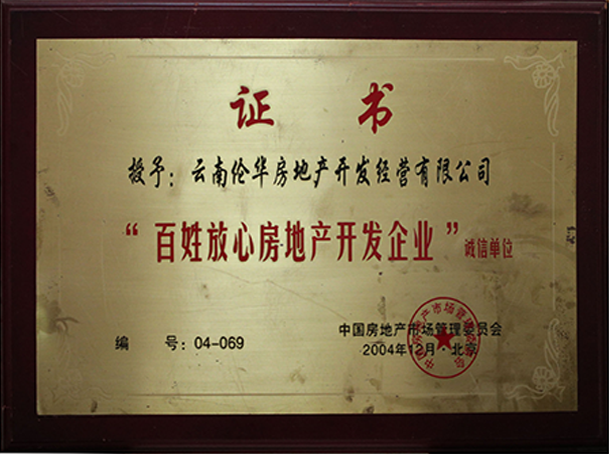 证 书
授予：云南伦华房地产开发经营有限公司
“百姓放心房地产开发企业”诚信单位
中国房地产市场管理委员会
编 号：04-069
2004年12月·北京